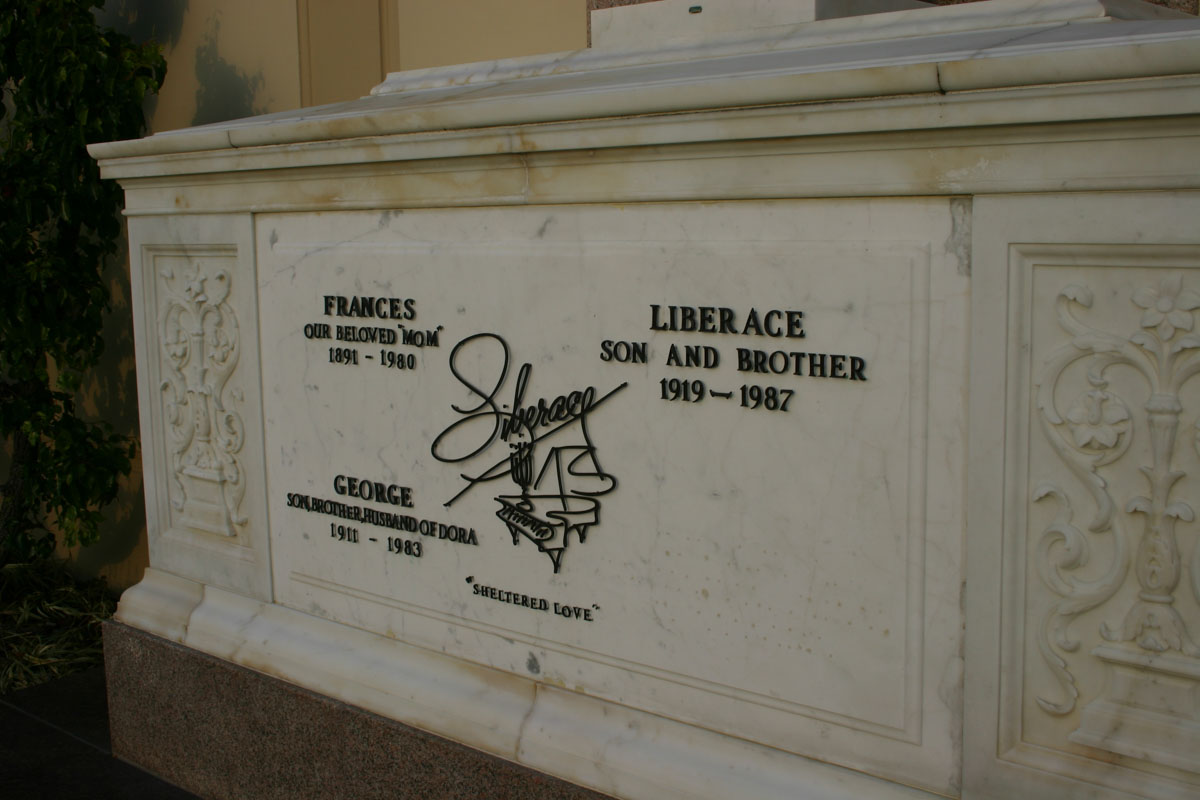 FRANCES
OUR BELOVED "MOM"
1891 - 1980
LIBERACE
SON AND BROTHER
1919 - 1987
Liberace
GEORGE
SON, BROTHER, HUSBAND OF DORA
1911 - 1983
"SHELTERED LOVE"